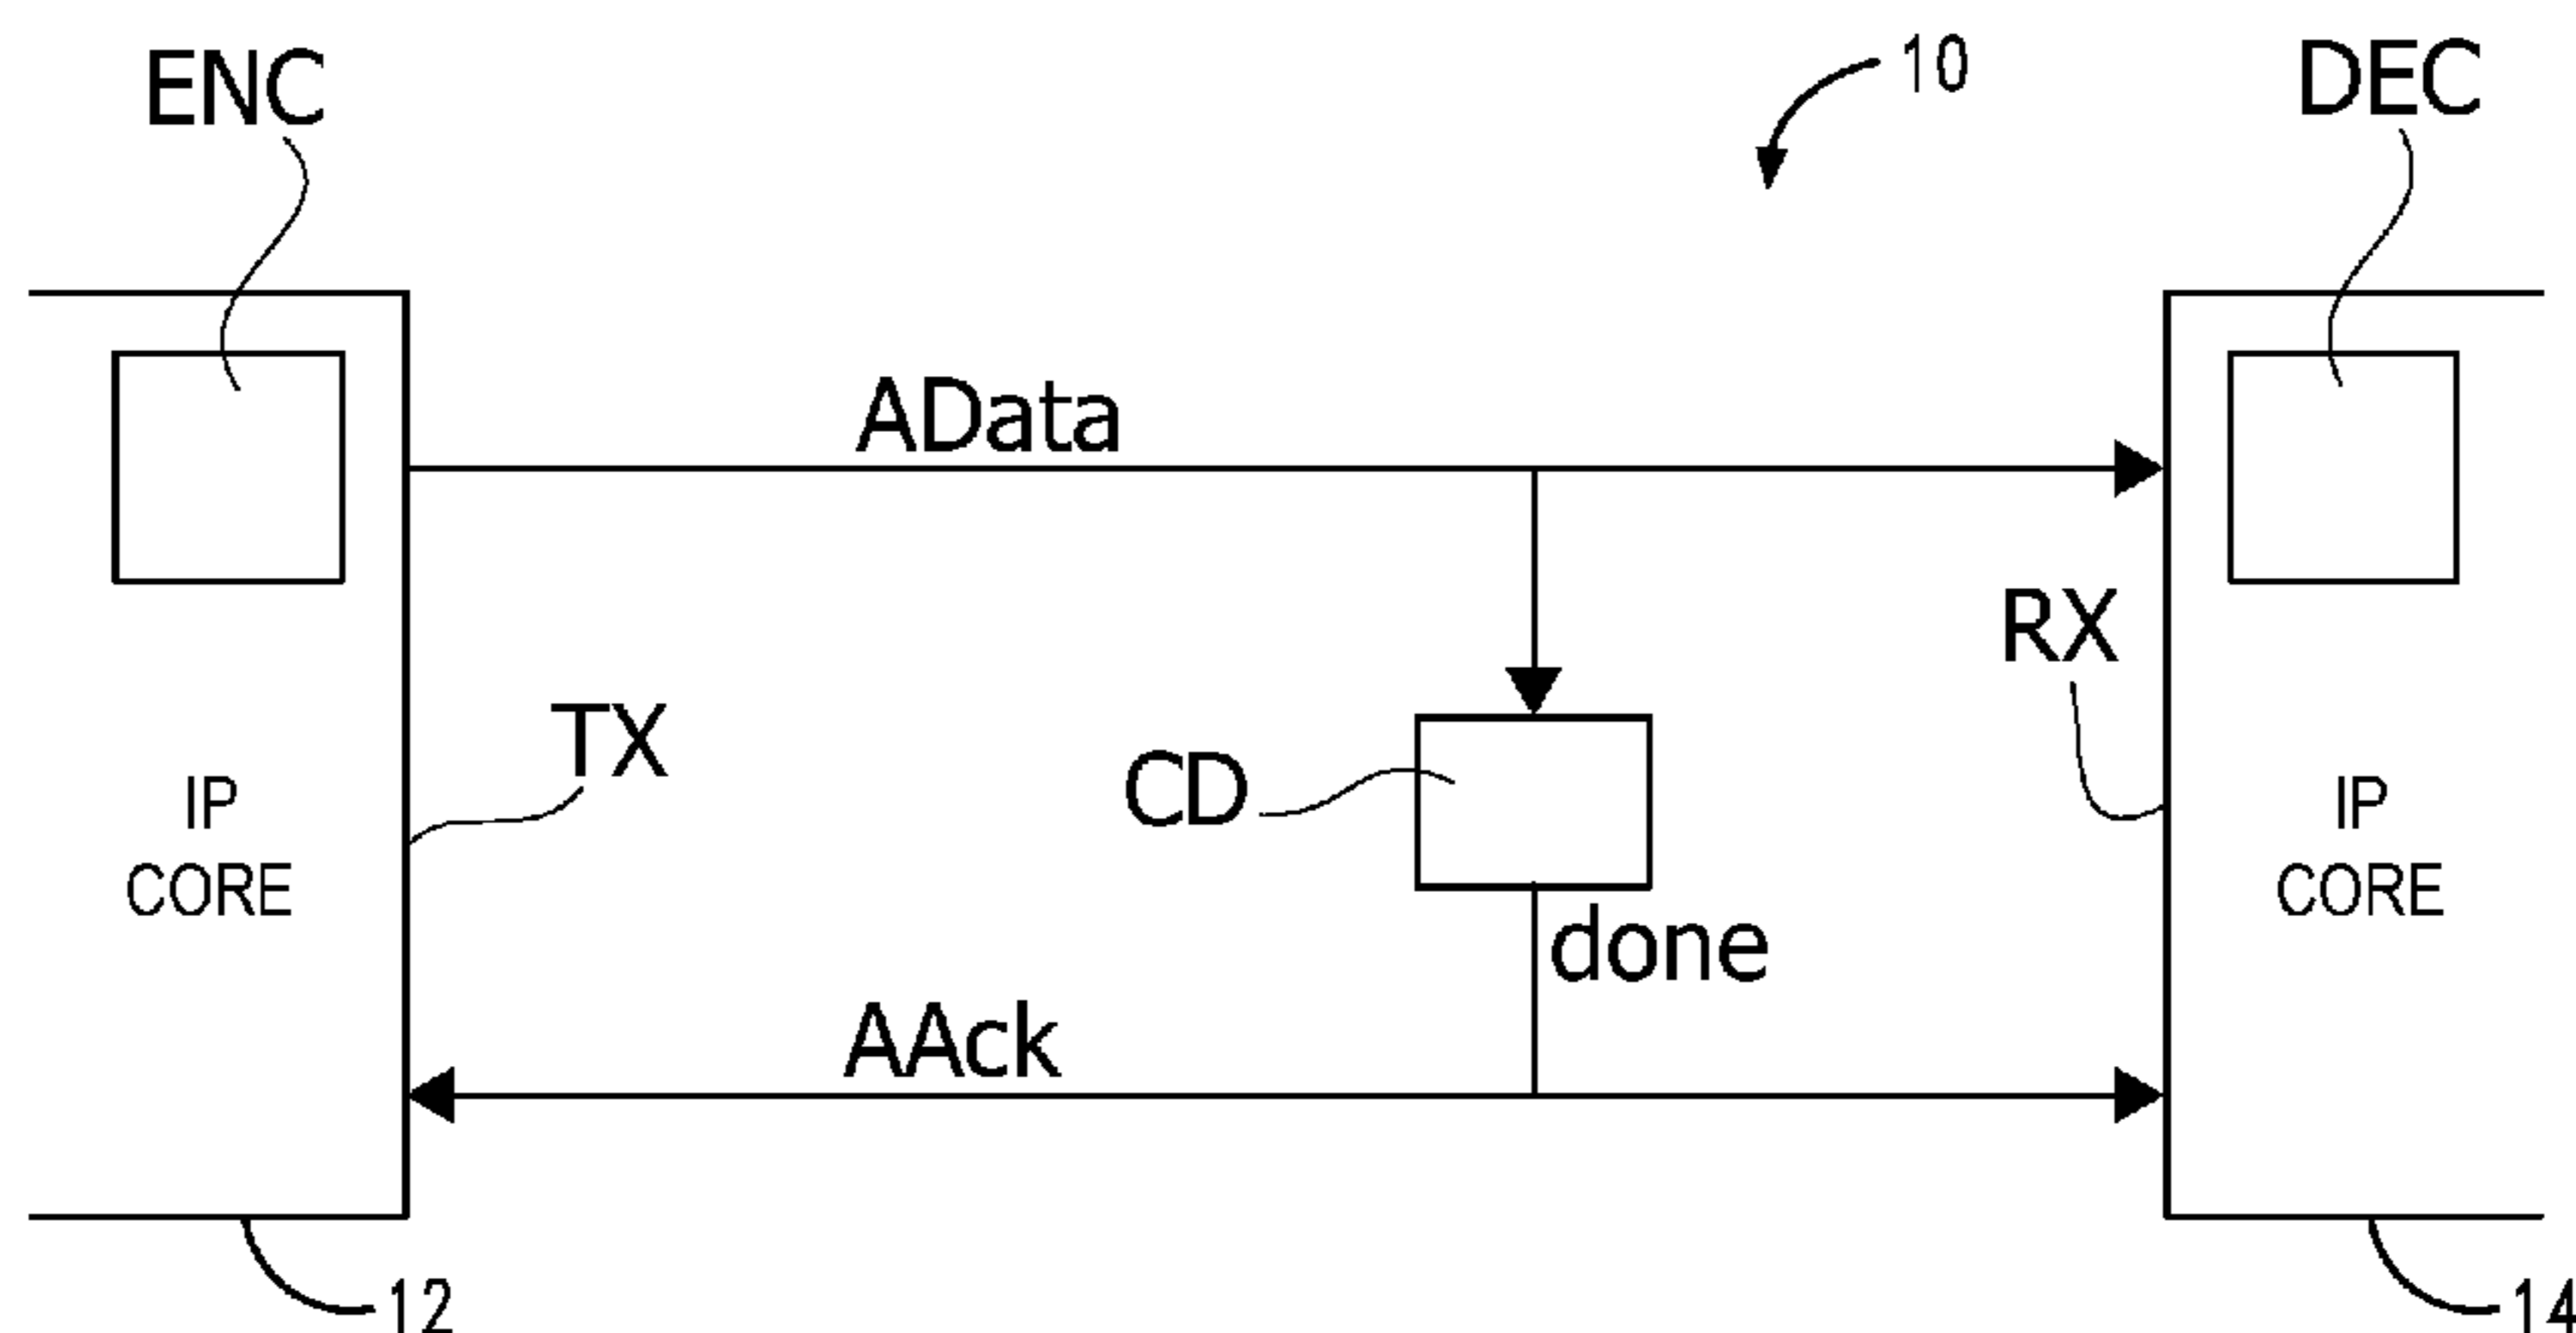 ENC
10
DEC
AData
RX
TX
CD
IP
CORE
IP
CORE
done
AAck
12
14